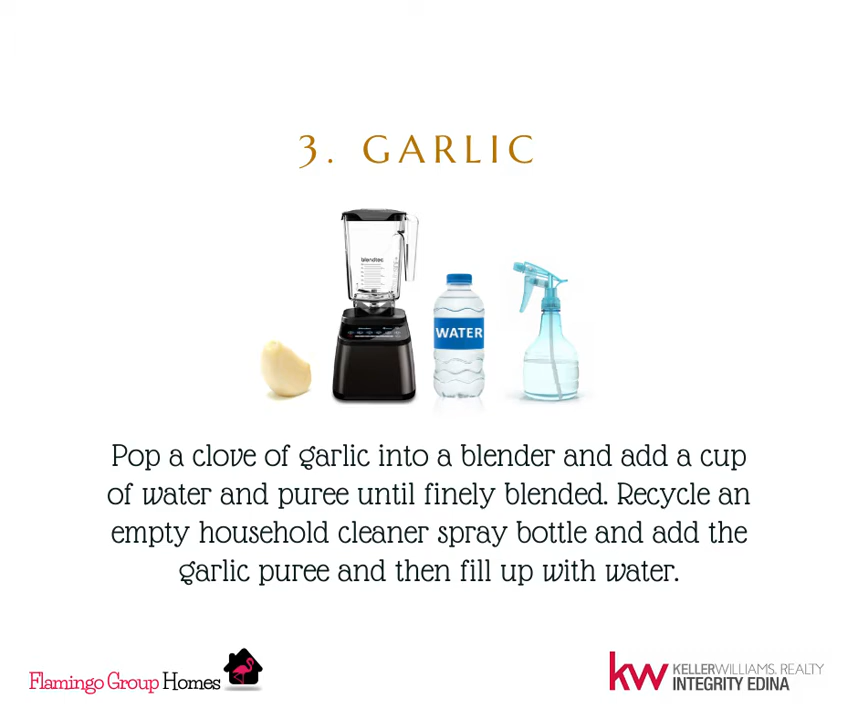 3. GARLIC
blendtec
WATER
Pop a clove of garlic into a blender and add a cup
of water and puree until finely blended. Recycle an
empty household cleaner spray bottle and add the
garlic puree and then fill up with water.
Flamingo Group Homes
kw KELLERWILLIAMS. REALTY
INTEGRITY EDINA